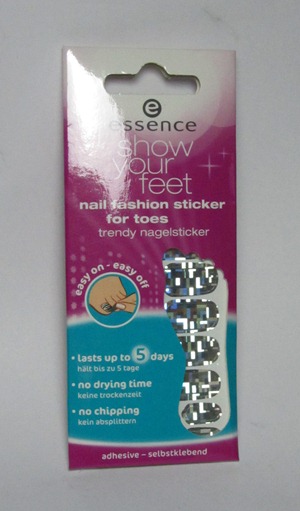 e
essence
show
your
feet
nail fashion sticker
for toes
trendy nagelsticker
easy on - easy off
• lasts up to 5 days
hält bis zu 5 tage
• no drying time
keine trockenzeit
• no chipping
kein absplittern
adhesive – selbstklebend